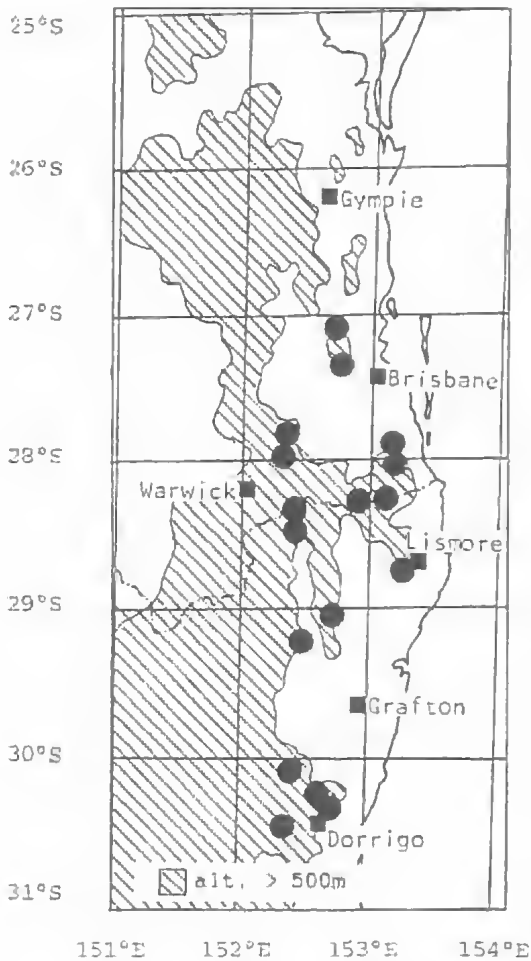 25°S
26°S
Gympie
27°S
Brisbane
28°S
Warwick
Lismore
29°S
Grafton
30°S
Dorrigo
alt. > 500m
31°S
151°E 152°E 153°E 154°E